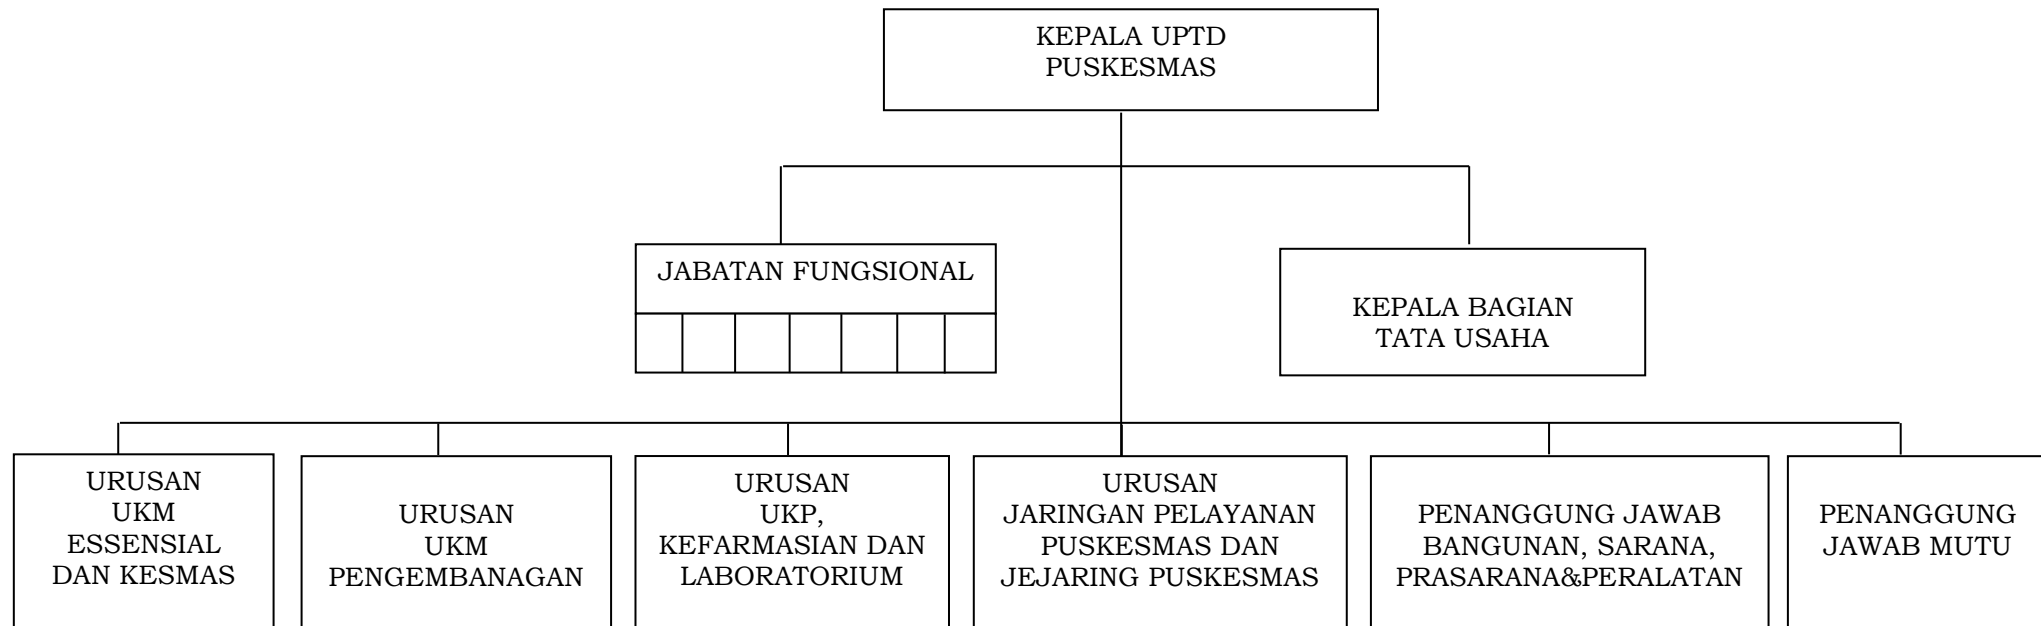 KEPALA UPTD
PUSKESMAS
JABATAN FUNGSIONAL
KEPALA BAGIAN
TATA USAHA
URUSAN
UKM
ESSENSIAL
DAN KESMAS
URUSAN
UKM
PENGEMBANAGAN
URUSAN
UKP,
KEFARMASIAN DAN
LABORATORIUM
URUSAN
JARINGAN PELAYANAN
PUSKESMAS DAN
JEJARING PUSKESMAS
PENANGGUNG JAWAB
BANGUNAN, SARANA,
PRASARANA&PERALATAN
PENANGGUNG
JAWAB MUTU